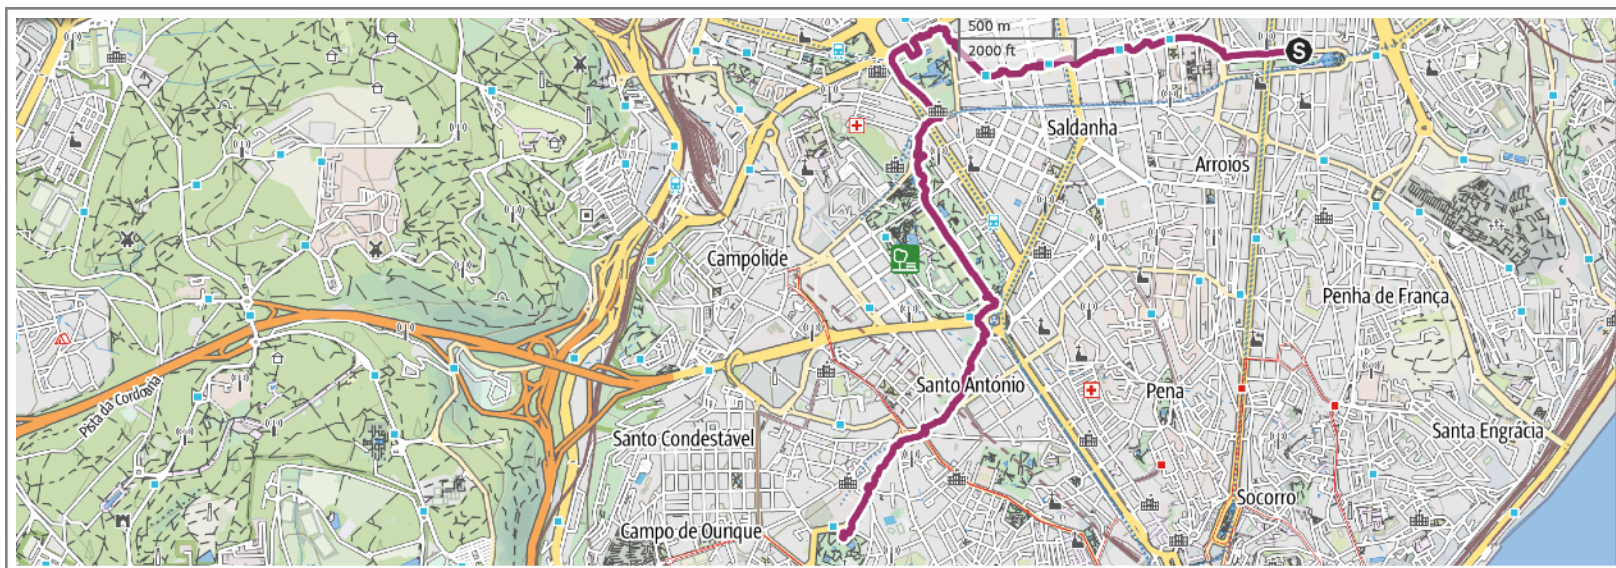 500 m
2000 ft
S
Saldanha
Arroios
Campolide
Penha de França
Pista da Cordoaria
Santo António
Pena
Santo Condestável
Santa Engrácia
Socorro
Campo de Ourique